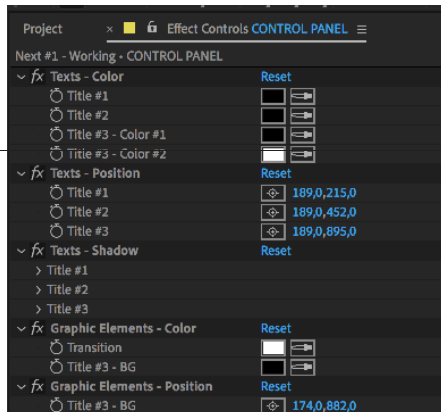 Project × Effect Controls CONTROL PANEL
Next #1 - Working • CONTROL PANEL
fx Texts - Color Reset
Title #1
Title #2
Title #3 - Color #1
Title #3 - Color #2
fx Texts - Position Reset
Title #1 189,0,215,0
Title #2 189,0,452,0
Title #3 189,0,895,0
fx Texts - Shadow Reset
Title #1
Title #2
Title #3
fx Graphic Elements - Color Reset
Transition
Title #3 - BG
fx Graphic Elements - Position Reset
Title #3 - BG 174,0,882,0